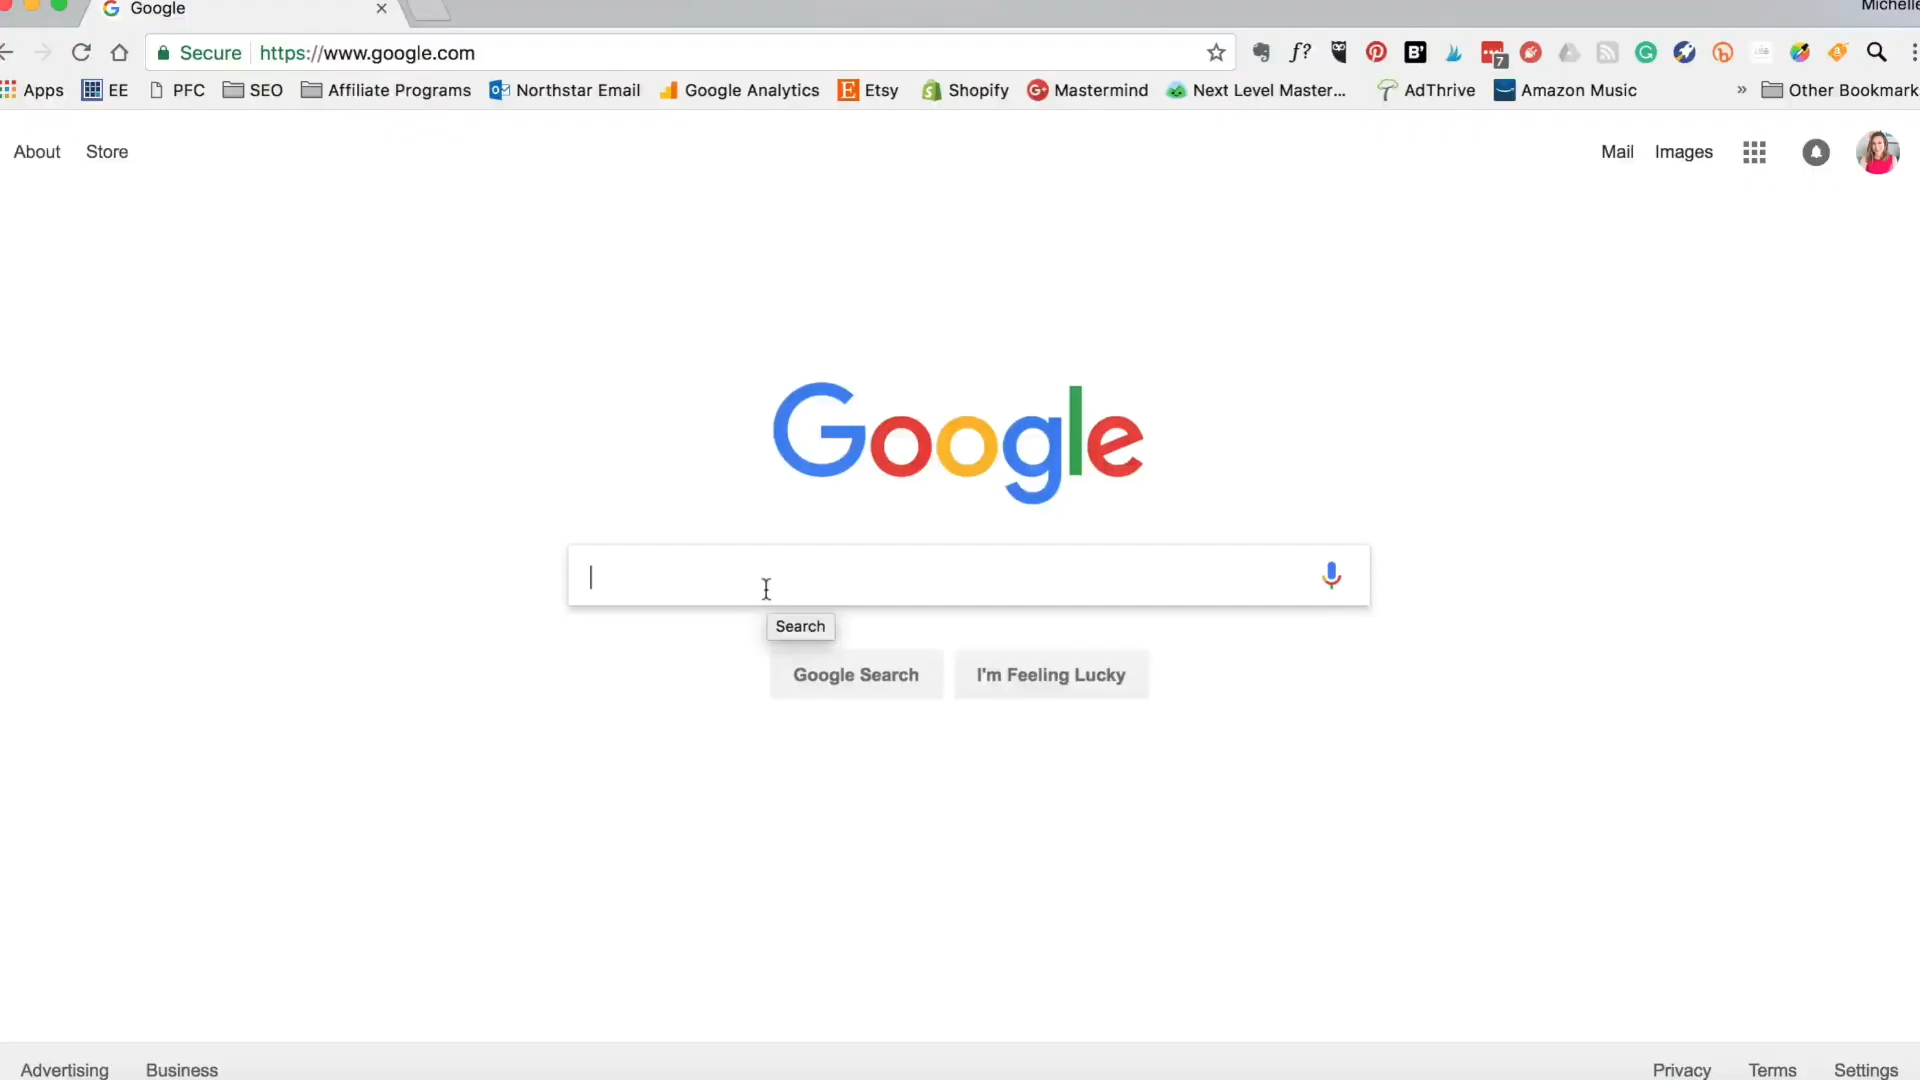 Google
Michelle
Secure https://www.google.com
f?
B'
7
Apps EE PFC SEO Affiliate Programs Northstar Email Google Analytics Etsy Shopify Mastermind Next Level Master... AdThrive Amazon Music » Other Bookmark
About Store Mail Images
Google
Search
Google Search I'm Feeling Lucky
Advertising Business Privacy Terms Settings